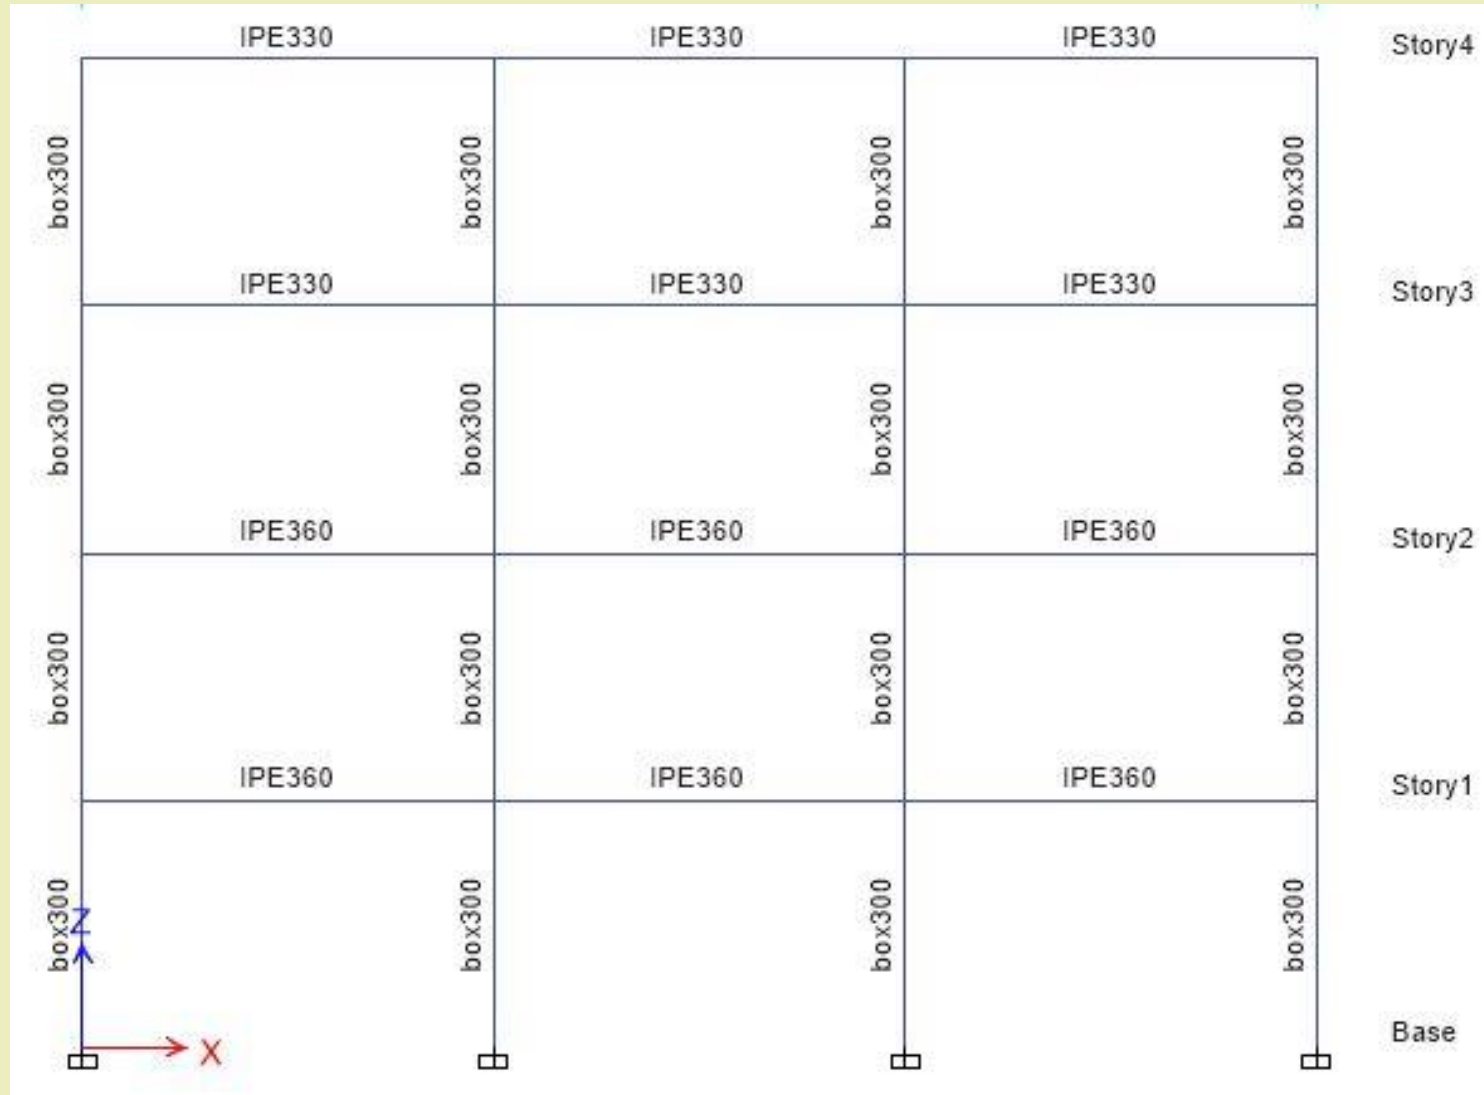 IPE330 IPE330 IPE330 Story4
box300 box300 box300 box300
IPE330 IPE330 IPE330 Story3
box300 box300 box300 box300
IPE360 IPE360 IPE360 Story2
box300 box300 box300 box300
IPE360 IPE360 IPE360 Story1
box300 box300 box300 box300
Z
X
Base